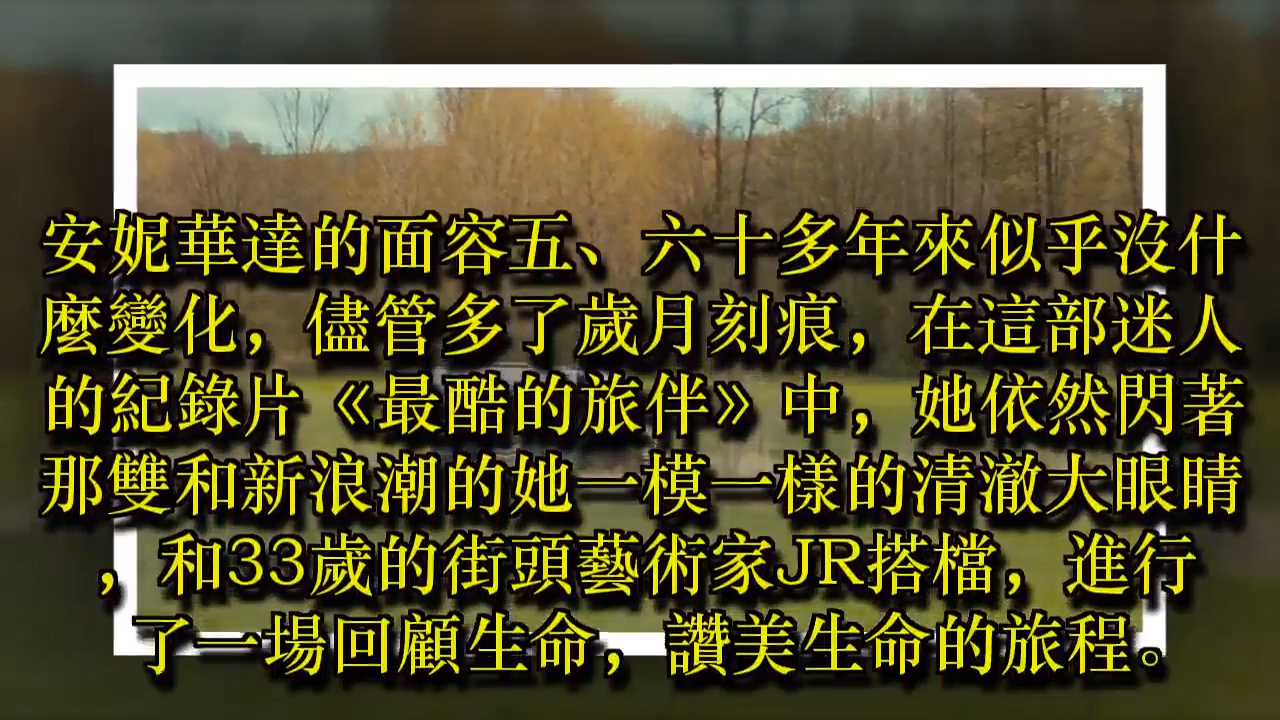 安妮華達的面容五、六十多年來似乎沒什
麼變化，儘管多了歲月刻痕，在這部迷人
的紀錄片《最酷的旅伴》中，她依然閃著
那雙和新浪潮的她一模一樣的清澈大眼睛
，和33歲的街頭藝術家JR搭檔，進行
了一場回顧生命，讚美生命的旅程。